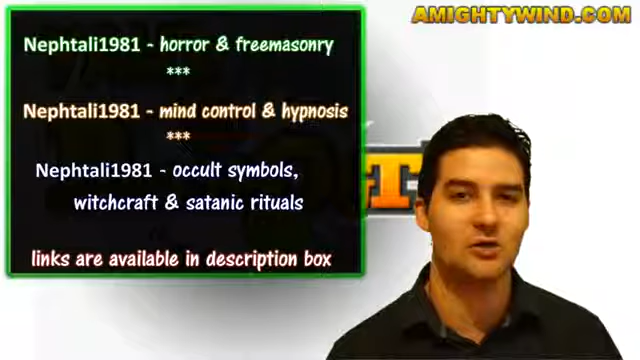 AMIGHTYWIND.COM
Nephtali1981 - horror & freemasonry
***
Nephtali1981 - mind control & hypnosis
***
Nephtali1981 - occult symbols,
witchcraft & satanic rituals
links are available in description box